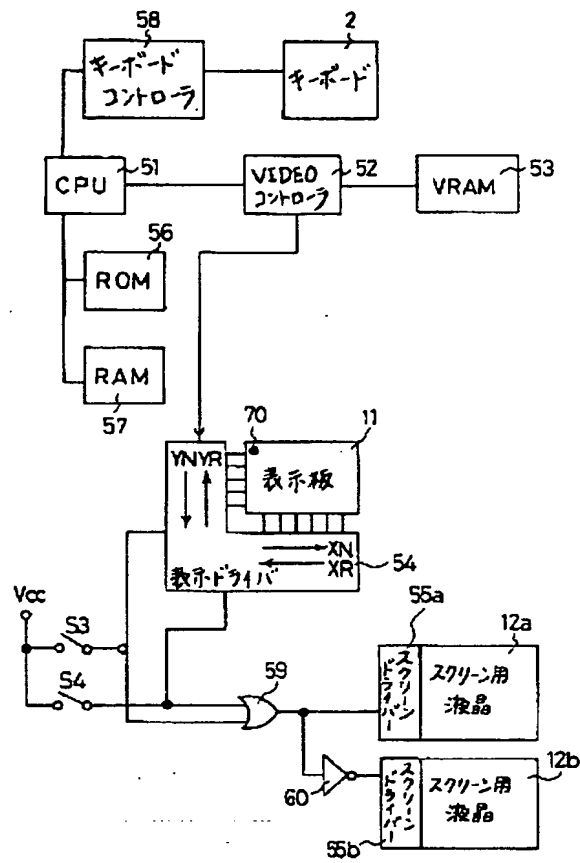 58
2
キーボード
コントローラ
キーボード
51
CPU
52
VIDEO
コントローラ
53
VRAM
56
ROM
RAM
57
70
11
YN YR
表示板
XN
XR
表示ドライバ
54
Vcc
S3
S4
59
60
55a
12a
スクリーン
ドライバー
スクリーン用
液晶
12b
スクリーン
ドライバー
スクリーン用
液晶
55b